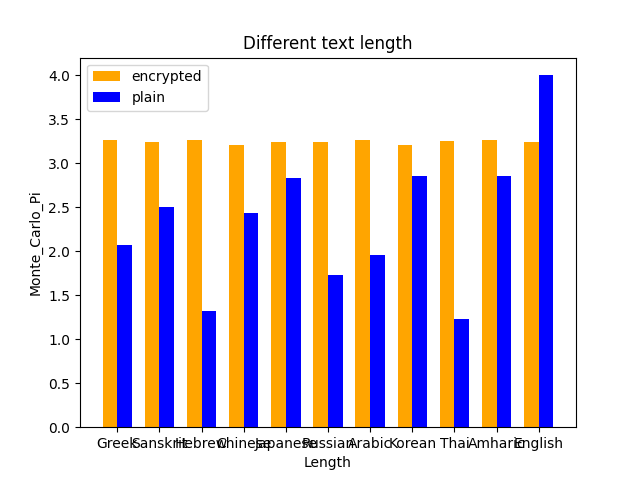 Different text length
encrypted
plain
Monte_Carlo_Pi
4.0
3.5
3.0
2.5
2.0
1.5
1.0
0.5
0.0
Greek Sanskrit Hebrew Chinese Japanese Russian Arabic Korean Thai Amharic English
Length